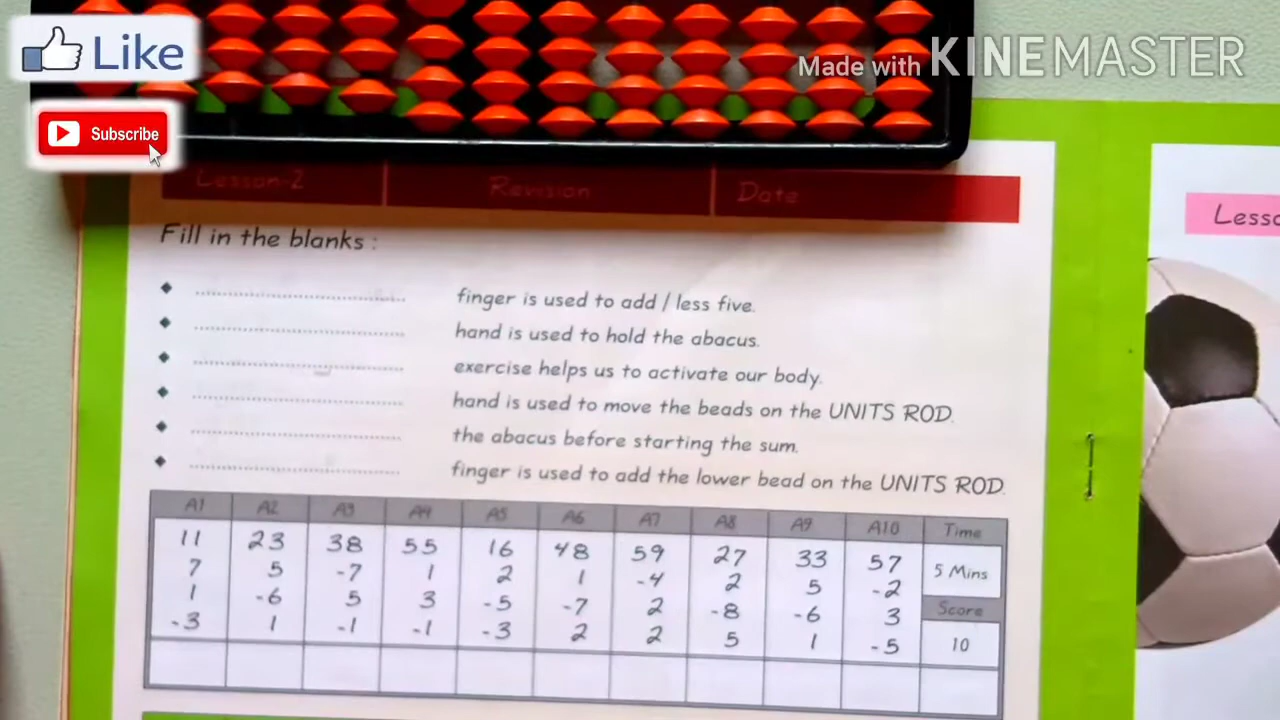 Like
Made with KINEMASTER
Subscribe
Lesson-2 Revision Date
Lesso
Fill in the blanks :
finger is used to add / less five.
hand is used to hold the abacus.
exercise helps us to activate our body.
hand is used to move the beads on the UNITS ROD.
the abacus before starting the sum.
finger is used to add the lower bead on the UNITS ROD.
A1 A2 A3 A4 A5 A6 A7 A8 A9 A10 Time
11 23 38 55 16 48 59 27 33 57 5 Mins
7 5 -7 1 2 1 -4 2 5 -2
1 -6 5 3 -5 -7 2 -8 -6 3 Score
-3 1 -1 -1 -3 2 2 5 1 -5 10